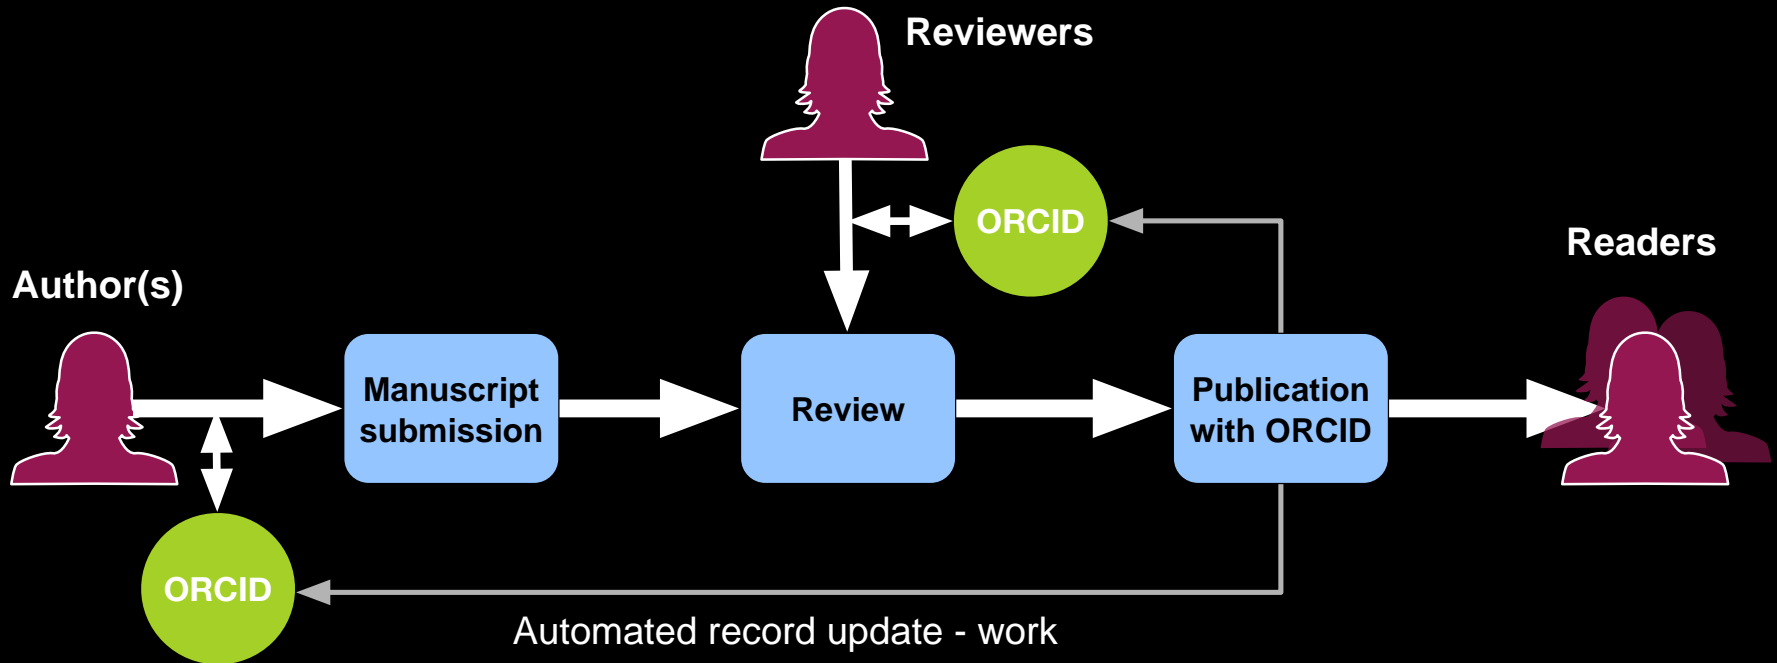 Reviewers
ORCID
Readers
Author(s)
Manuscript
submission
Review
Publication
with ORCID
ORCID
Automated record update - work